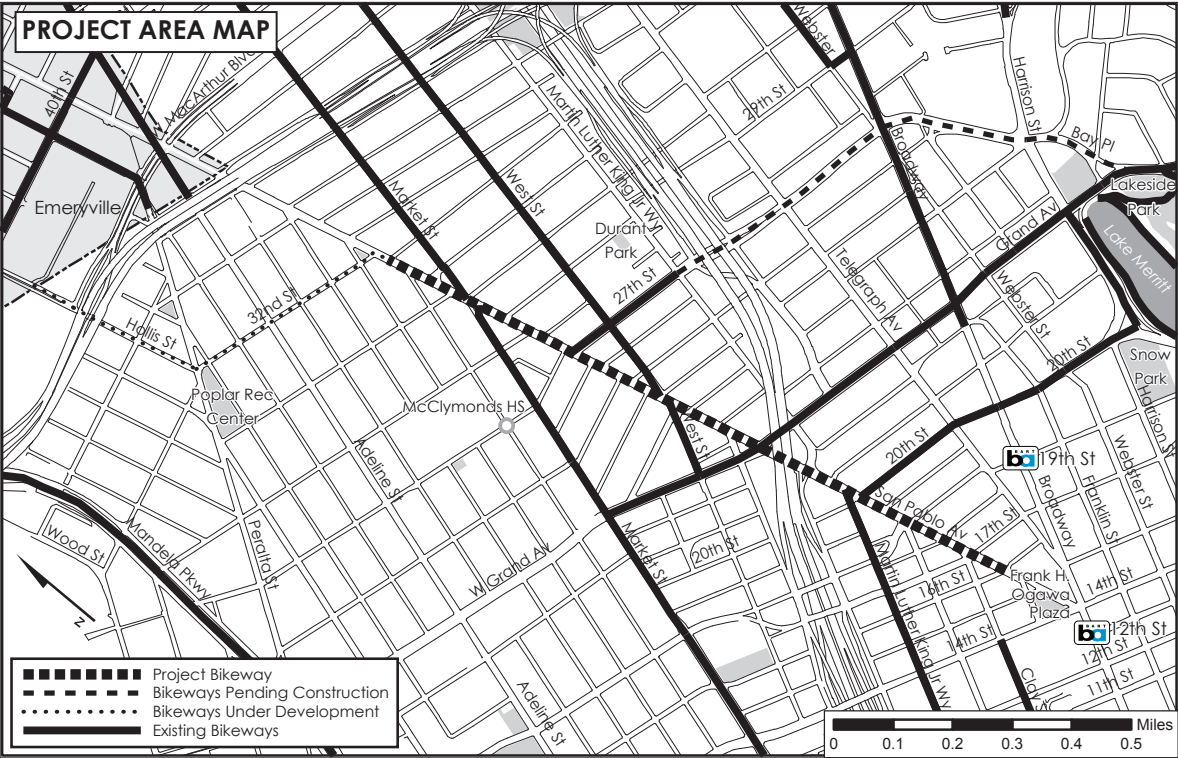 PROJECT AREA MAP
Webster
40th St
W MacArthur Blvd
Harrison St
29th St
Martin Luther King Jr Wy
Broadway
Bay Pl
Market St
West St
Lakeside
Park
Emeryville
Durant
Park
Grand Av
Lake Merritt
Telegraph Av
27th St
Webster St
32nd St
Hollis St
20th St
Snow
Park
Poplar Rec
Center
McClymonds HS
West St
Harrison St
Adeline St
20th St
19th St
Webster St
Franklin St
Broadway
San Pablo Av
17th St
Wood St
Mandela Pkwy
Peralta St
W Grand Av
Market St
20th St
Martin Luther King Jr Wy
16th St
Frank H.
Ogawa
Plaza
14th St
Z
14th St
12th St
12th St
11th St
Clay
Adeline St
Project Bikeway
Bikeways Pending Construction
Bikeways Under Development
Existing Bikeways
Miles
0 0.1 0.2 0.3 0.4 0.5